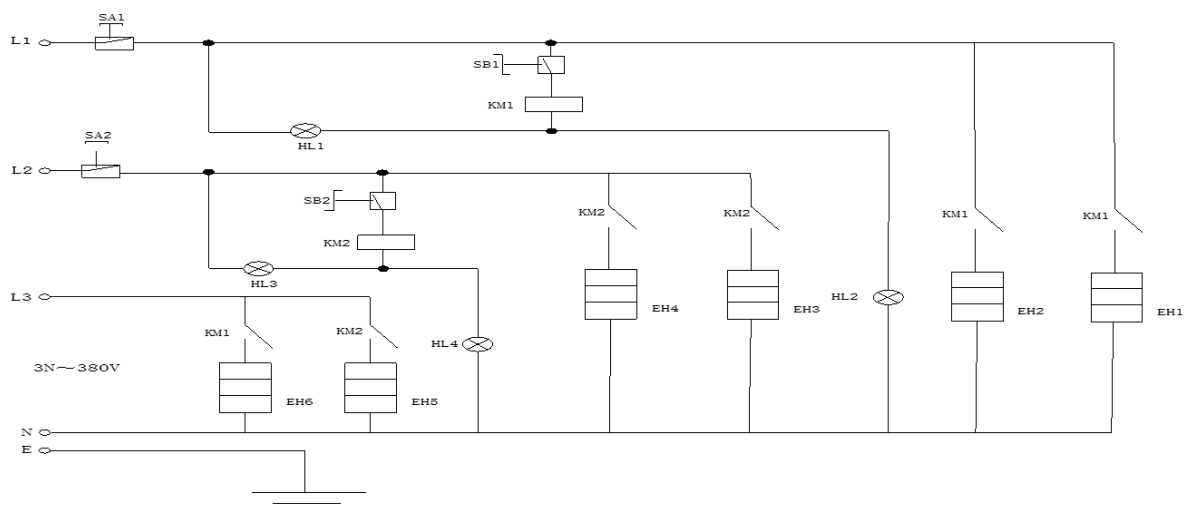 SA1
L1
SB1
KM1
HL1
SA2
L2
SB2
KM2
HL3
KM2
KM2
KM1
KM1
L3
KM1
KM2
HL4
EH4
EH3
HL2
EH2
EH1
3N～380V
EH6
EH5
N
E